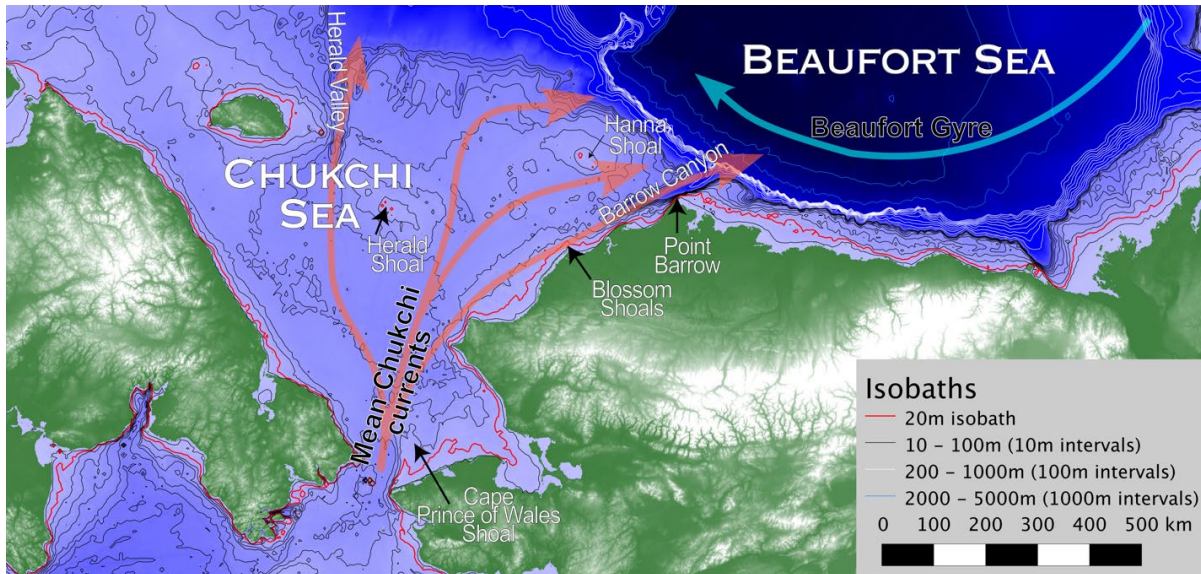 Herald Valley
BEAUFORT SEA
Beaufort Gyre
Hanna
Shoal
CHUKCHI
SEA
Barrow Canyon
Herald
Shoal
Point
Barrow
Blossom
Shoals
Mean Chukchi
currents
Cape
Prince of Wales
Shoal
Isobaths
20m isobath
10 – 100m (10m intervals)
200 – 1000m (100m intervals)
2000 – 5000m (1000m intervals)
0 100 200 300 400 500 km